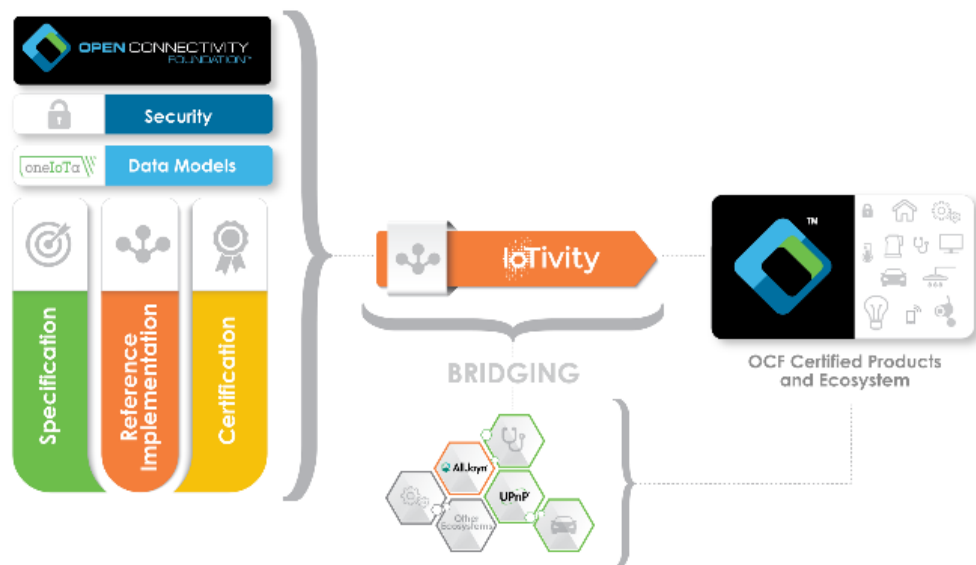 OPEN CONNECTIVITY
FOUNDATION™
Security
oneIoTa
Data Models
Specification
Reference
Implementation
Certification
IoTivity
BRIDGING
AllJoyn
UPnP
Other
Ecosystems
™
OCF Certified Products
and Ecosystem